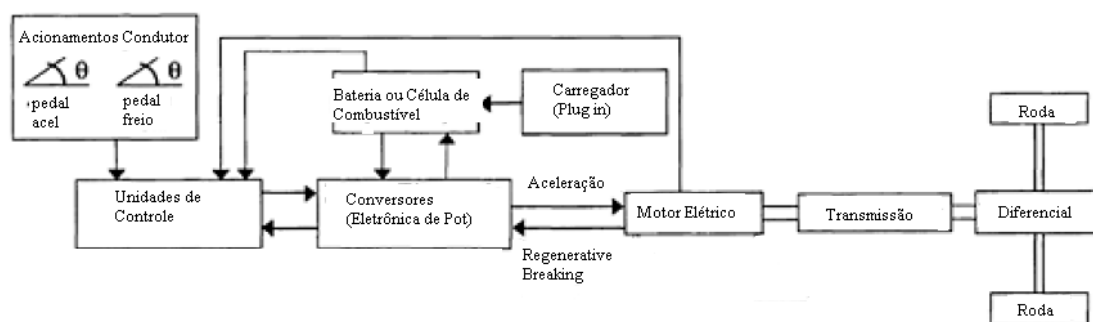 Acionamentos Condutor
θ
θ
pedal
acel
pedal
freio
Bateria ou Célula de
Combustível
Carregador
(Plug in)
Roda
Unidades de
Controle
Conversores
(Eletrônica de Pot)
Aceleração
Regenerative
Breaking
Motor Elétrico
Transmissão
Diferencial
Roda